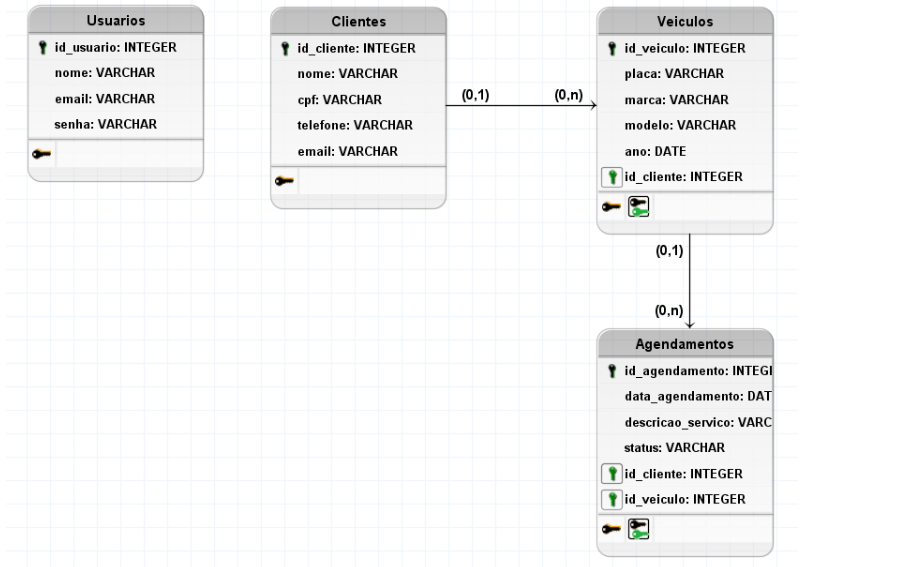 Usuarios
id_usuario: INTEGER
nome: VARCHAR
email: VARCHAR
senha: VARCHAR
Clientes
id_cliente: INTEGER
nome: VARCHAR
cpf: VARCHAR
telefone: VARCHAR
email: VARCHAR
(0,1)
(0,n)
Veiculos
id_veiculo: INTEGER
placa: VARCHAR
marca: VARCHAR
modelo: VARCHAR
ano: DATE
id_cliente: INTEGER
(0,1)
(0,n)
Agendamentos
id_agendamento: INTEGI
data_agendamento: DAT
descricao_servico: VARC
status: VARCHAR
id_cliente: INTEGER
id_veiculo: INTEGER